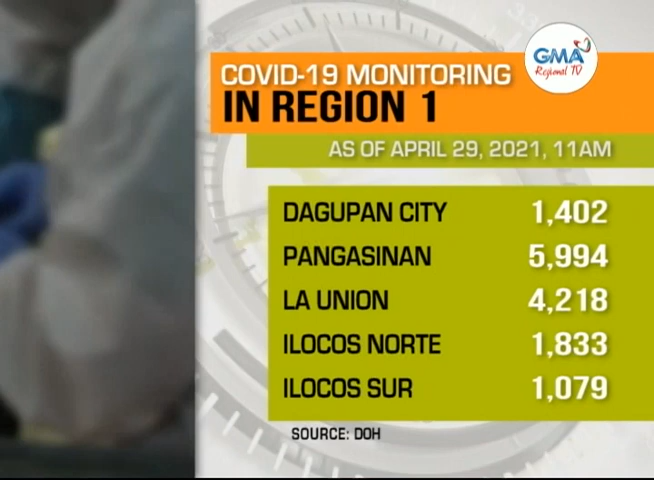 GMA
Regional TV
COVID-19 MONITORING
IN REGION 1
AS OF APRIL 29, 2021, 11AM
DAGUPAN CITY 1,402
PANGASINAN 5,994
LA UNION 4,218
ILOCOS NORTE 1,833
ILOCOS SUR 1,079
SOURCE: DOH